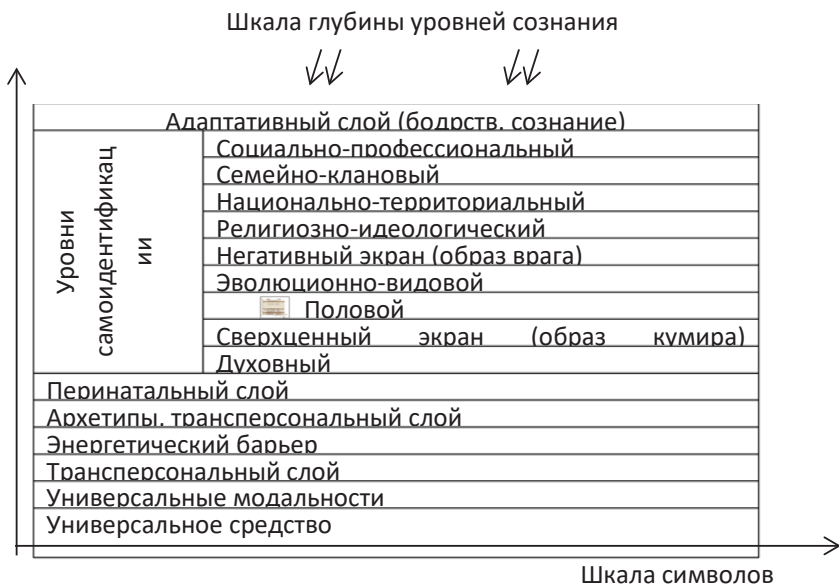 Шкала глубины уровней сознания
Адаптативный слой (бодрств. сознание)
Уровни
самоидентификац
ии
Социально-профессиональный
Семейно-клановый
Национально-территориальный
Религиозно-идеологический
Негативный экран (образ врага)
Эволюционно-видовой
Половой
Сверхценный экран (образ кумира)
Духовный
Перинатальный слой
Архетипы. трансперсональный слой
Энергетический барьер
Трансперсональный слой
Универсальные модальности
Универсальное средство
Шкала символов